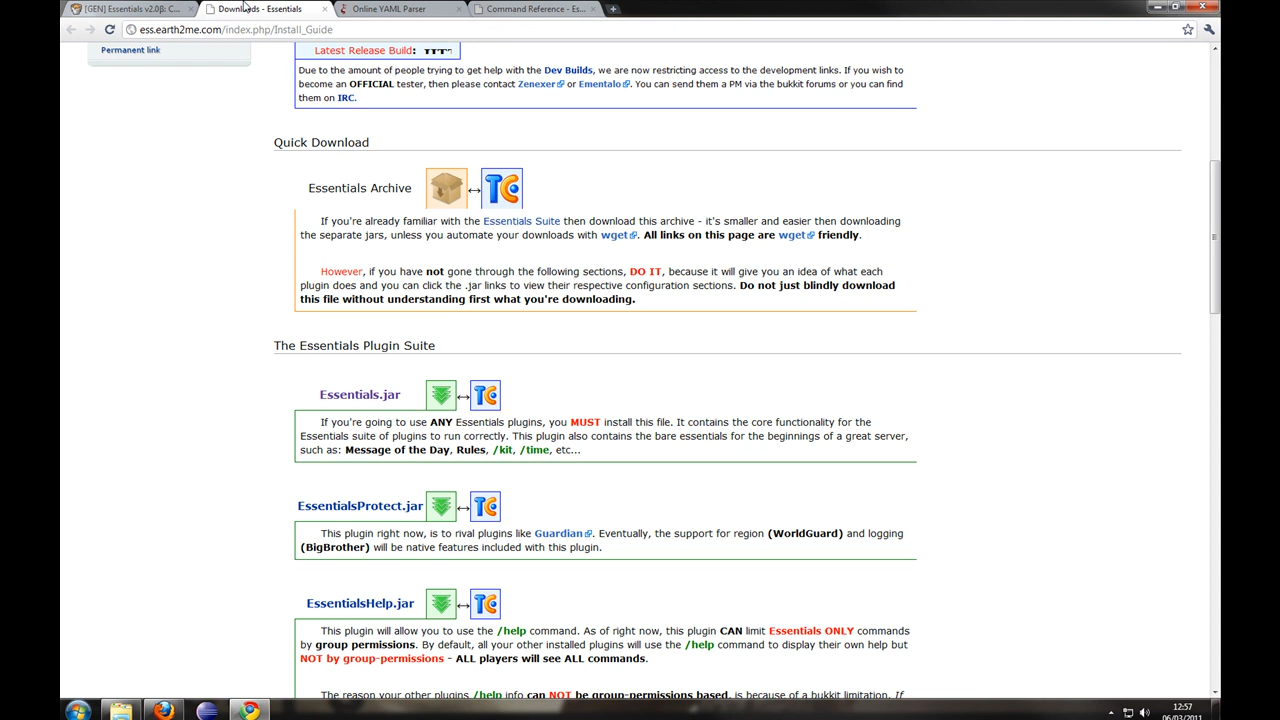 [GEN] Essentials v2.0β: C...
Downloads - Essentials
Online YAML Parser
Command Reference - Es...
ess.earth2me.com/index.php/Install_Guide
Permanent link
Latest Release Build:
Due to the amount of people trying to get help with the Dev Builds, we are now restricting access to the development links. If you wish to
become an OFFICIAL tester, then please contact Zenexer or Ementalo. You can send them a PM via the bukkit forums or you can find
them on IRC.
Quick Download
Essentials Archive
If you're already familiar with the Essentials Suite then download this archive - it's smaller and easier then downloading
the separate jars, unless you automate your downloads with wget. All links on this page are wget friendly.
However, if you have not gone through the following sections, DO IT, because it will give you an idea of what each
plugin does and you can click the .jar links to view their respective configuration sections. Do not just blindly download
this file without understanding first what you're downloading.
The Essentials Plugin Suite
Essentials.jar
If you're going to use ANY Essentials plugins, you MUST install this file. It contains the core functionality for the
Essentials suite of plugins to run correctly. This plugin also contains the bare essentials for the beginnings of a great server,
such as: Message of the Day, Rules, /kit, /time, etc...
EssentialsProtect.jar
This plugin right now, is to rival plugins like Guardian. Eventually, the support for region (WorldGuard) and logging
(BigBrother) will be native features included with this plugin.
EssentialsHelp.jar
This plugin will allow you to use the /help command. As of right now, this plugin CAN limit Essentials ONLY commands
by group permissions. By default, all your other installed plugins will use the /help command to display their own help but
NOT by group-permissions - ALL players will see ALL commands.
The reason your other plugins /help info can NOT be group-permissions based, is because of a bukkit limitation. If
12:57
06/03/2011